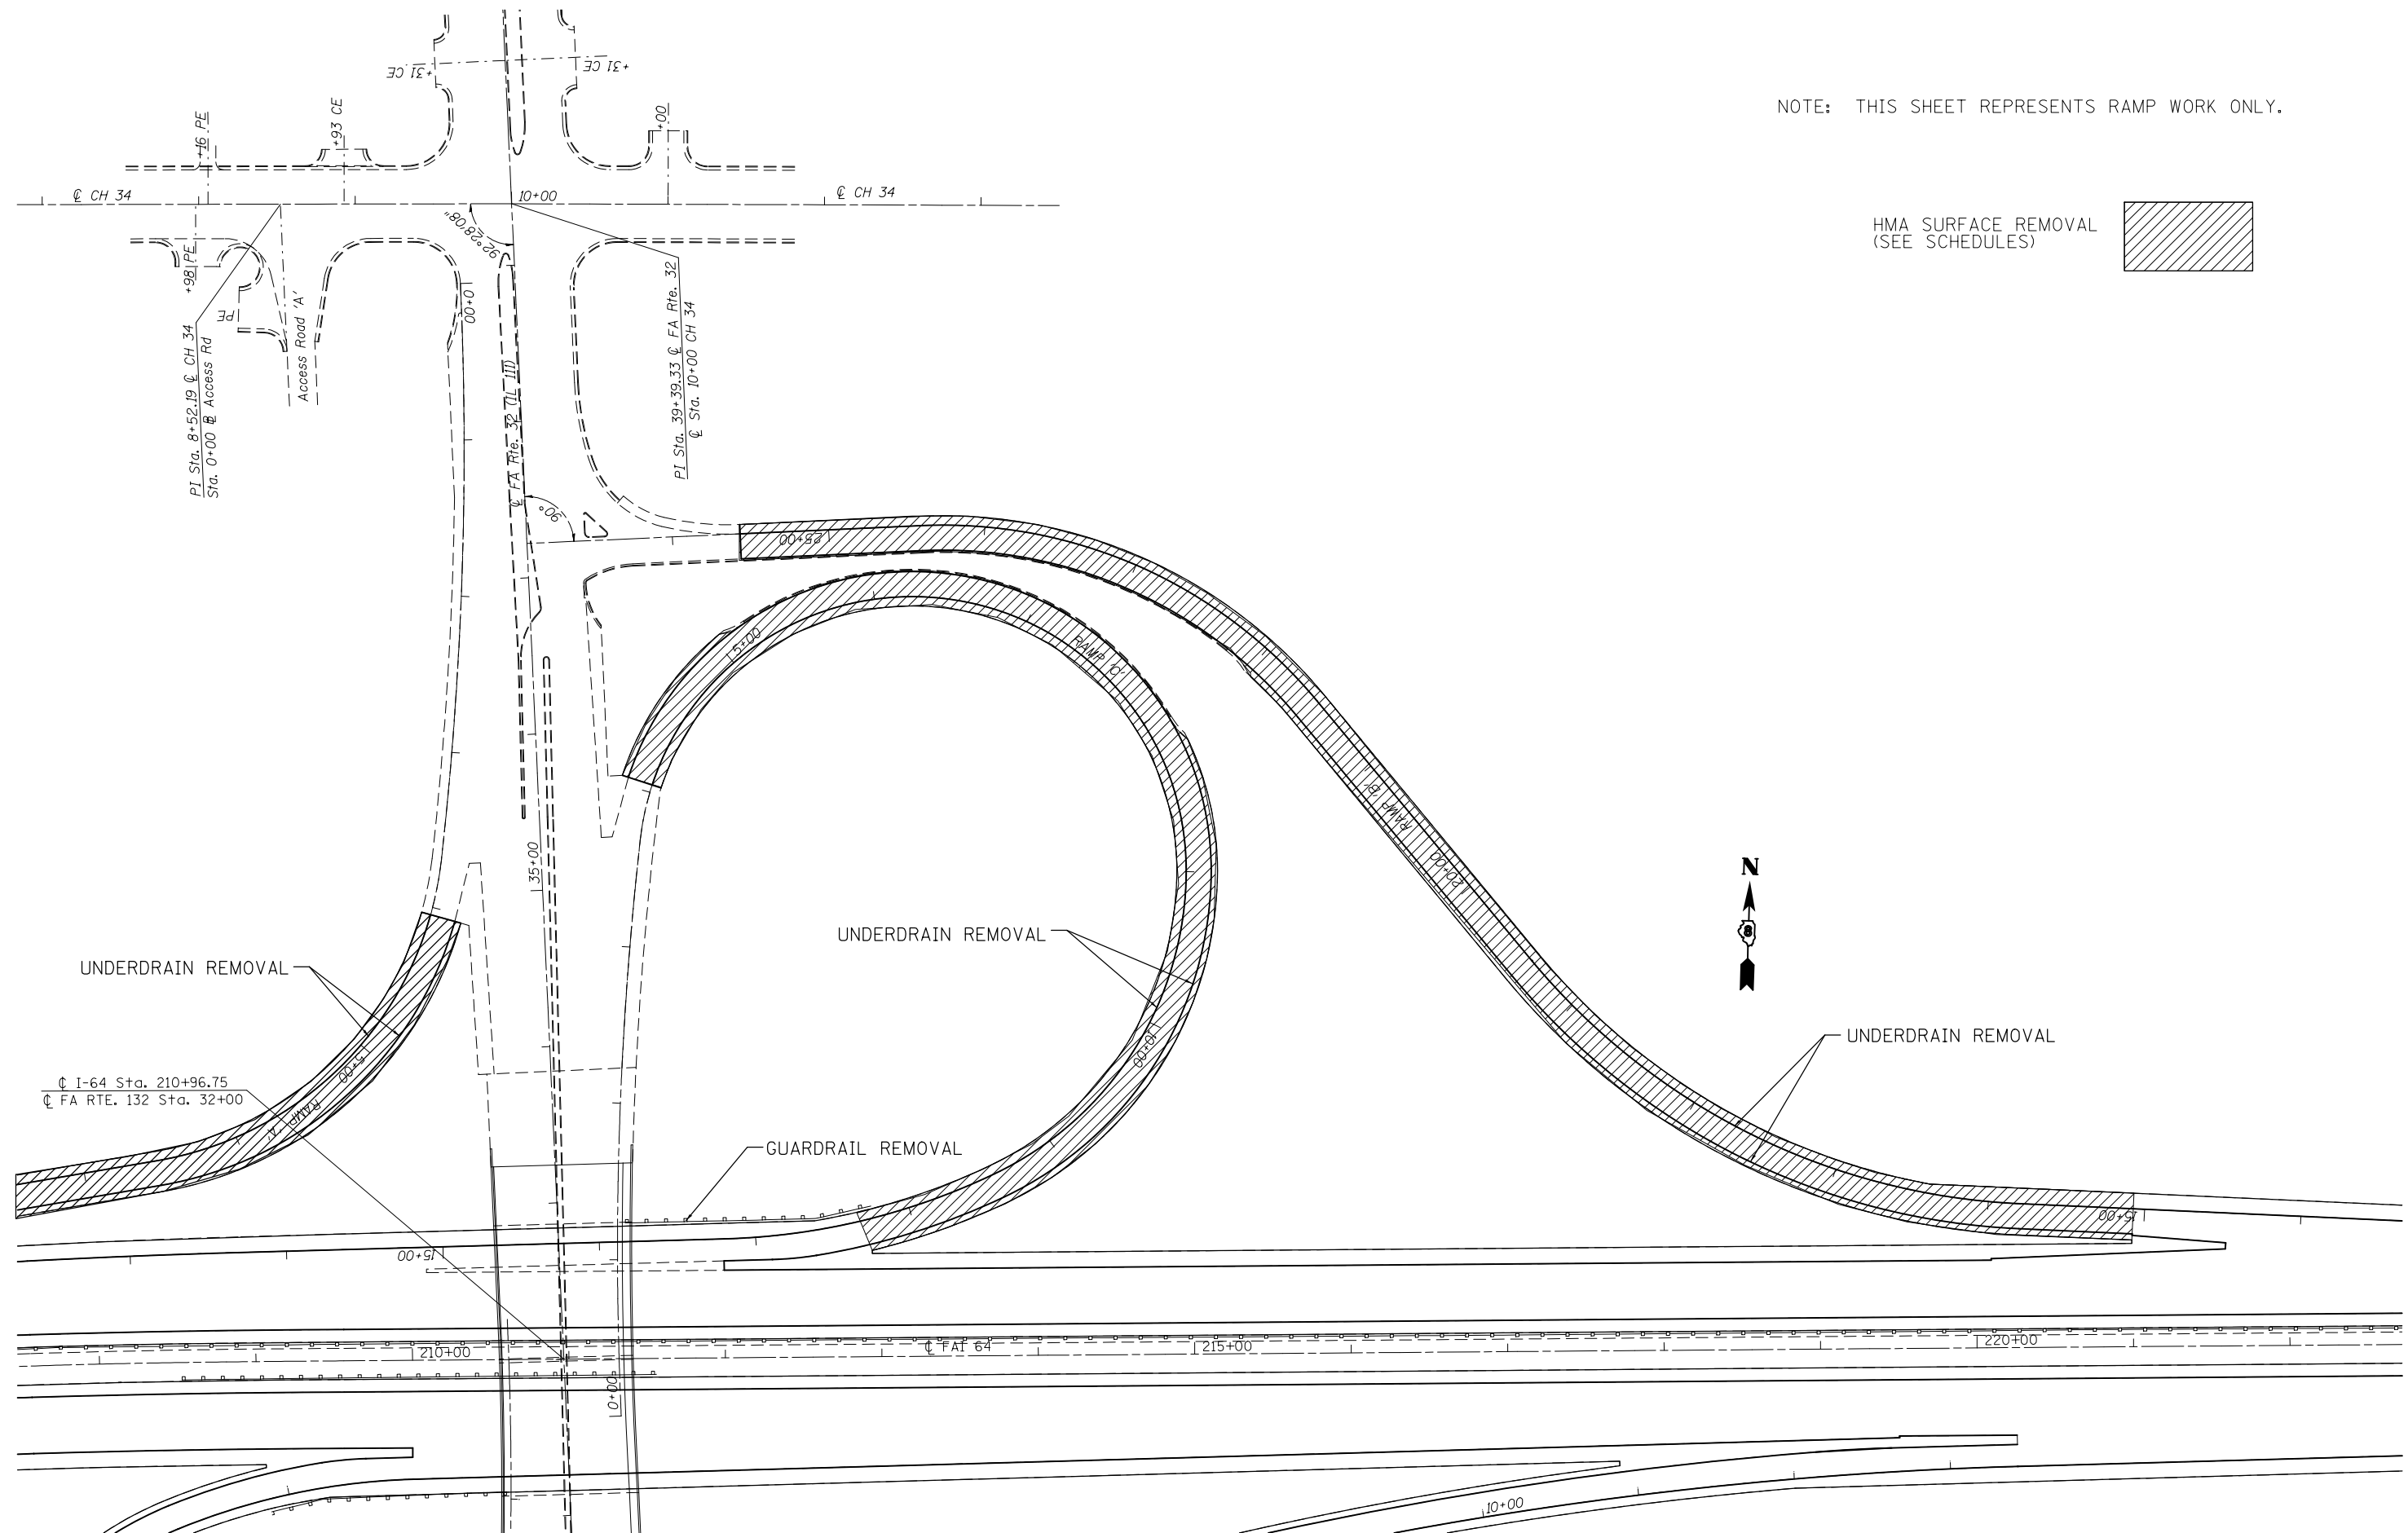 +31 CE
+31 CE
+16 PE
+93 CE
+00
NOTE: THIS SHEET REPRESENTS RAMP WORK ONLY.
℄ CH 34
10+00
℄ CH 34
92°28'08"
HMA SURFACE REMOVAL
(SEE SCHEDULES)
+98 PE
PE
0+00
Access Road 'A'
PI Sta. 8+52.19 ℄ CH 34
Sta. 0+00 Access Rd
℄ FA Rte. 32 (IL 111)
PI Sta. 39+39.33 ℄ FA Rte. 32
℄ Sta. 10+00 CH 34
90°
25+00
5+00
RAMP 'C'
RAMP 'B'
20+00
35+00
N
8
UNDERDRAIN REMOVAL
UNDERDRAIN REMOVAL
UNDERDRAIN REMOVAL
5+00
RAMP 'A'
10+00
℄ I-64 Sta. 210+96.75
℄ FA RTE. 132 Sta. 32+00
GUARDRAIL REMOVAL
15+00
15+00
210+00
℄ FAI 64
215+00
220+00
0+00
10+00